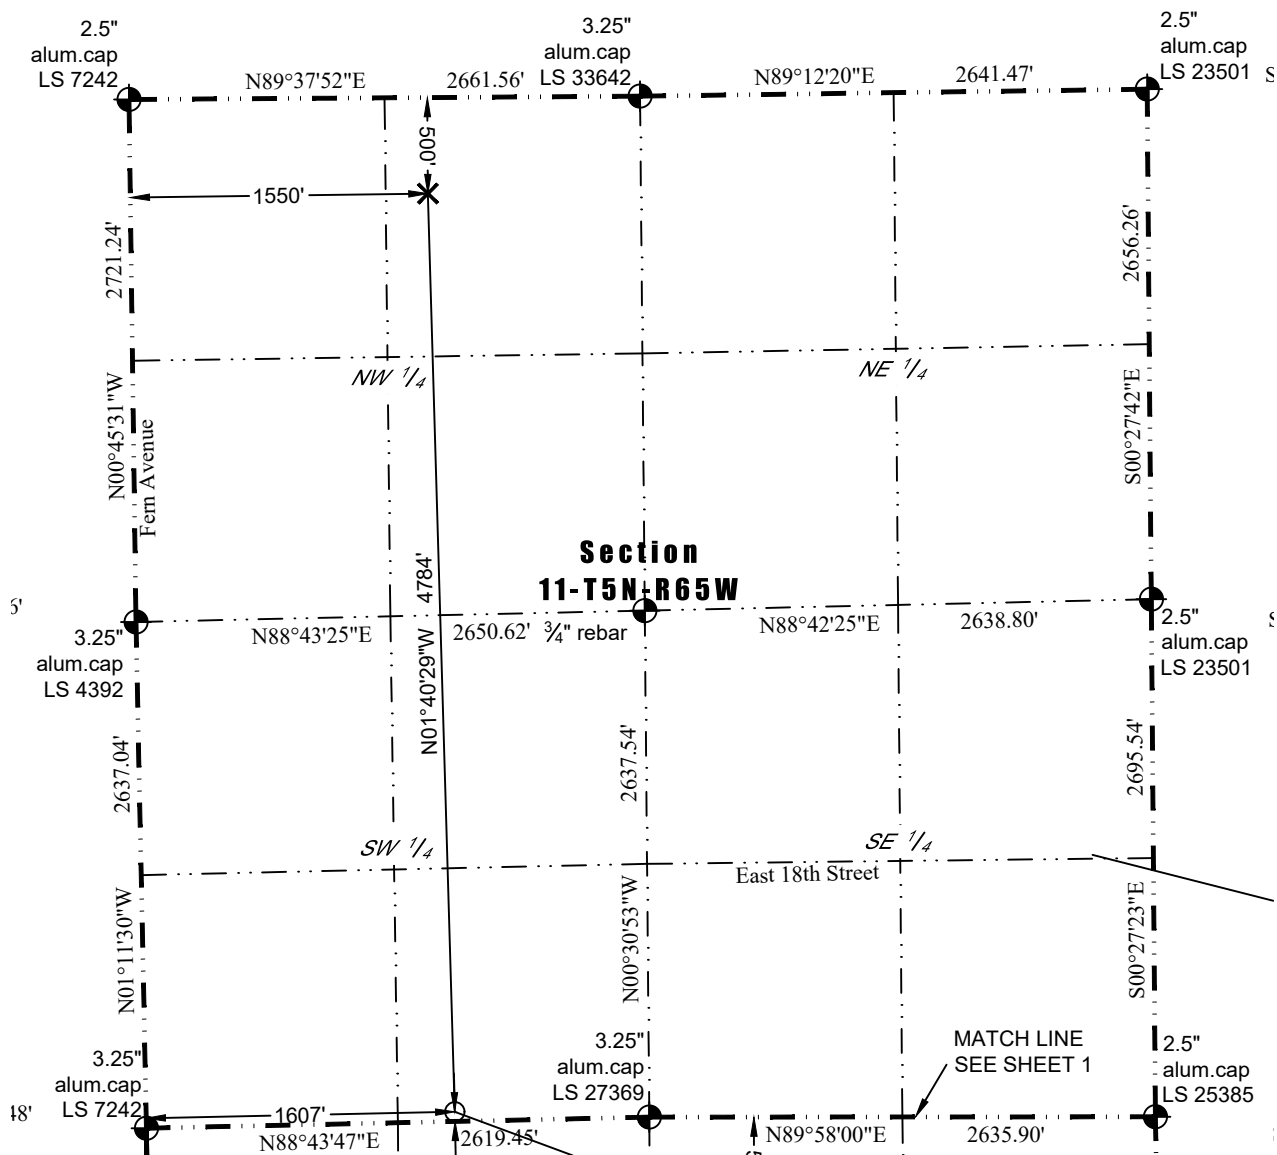 2.5"
alum.cap
LS 7242
3.25"
alum.cap
LS 33642
2.5"
alum.cap
LS 23501
N89°37'52"E
2661.56'
N89°12'20"E
2641.47'
S
500'
1550'
2721.24'
2656.26'
NW 1/4
NE 1/4
N00°45'31"W
Fern Avenue
S00°27'42"E
Section
11-T5N-R65W
N01°40'29"W 4784'
N88°43'25"E
2650.62'
3/4" rebar
N88°42'25"E
2638.80'
3.25"
alum.cap
LS 4392
2.5"
alum.cap
LS 23501
2637.04'
2637.54'
2695.54'
SW 1/4
SE 1/4
East 18th Street
N01°11'30"W
N00°30'53"W
S00°27'23"E
3.25"
alum.cap
LS 7242
3.25"
alum.cap
LS 27369
MATCH LINE
SEE SHEET 1
2.5"
alum.cap
LS 25385
48'
1607'
N88°43'47"E
2619.45'
N89°58'00"E
2635.90'